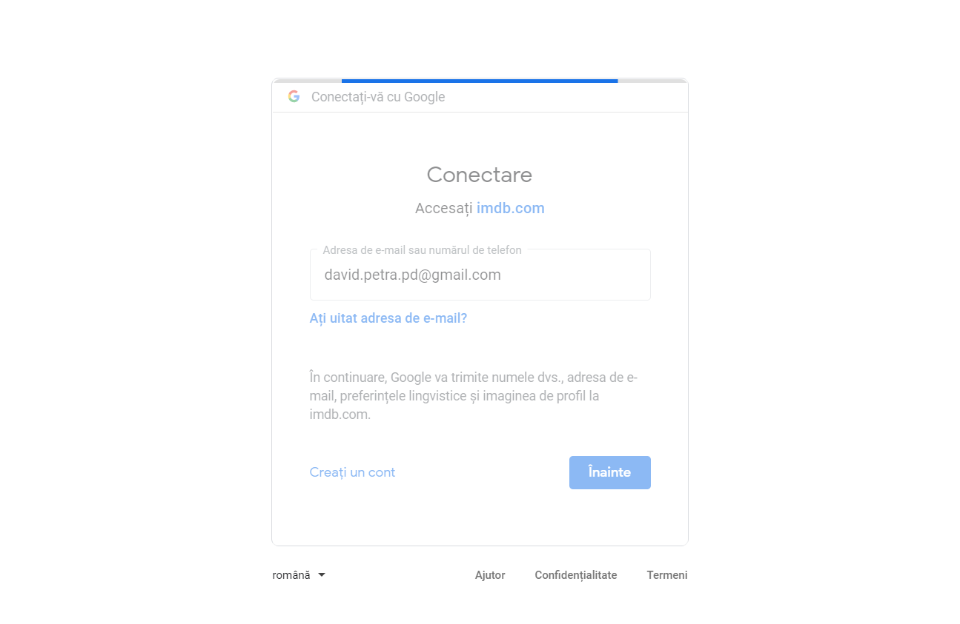 Conectați-vă cu Google
Conectare
Accesați imdb.com
Adresa de e-mail sau numărul de telefon
david.petra.pd@gmail.com
Ați uitat adresa de e-mail?
În continuare, Google va trimite numele dvs., adresa de e-
mail, preferințele lingvistice și imaginea de profil la
imdb.com.
Creați un cont
Înainte
română
Ajutor
Confidențialitate
Termeni